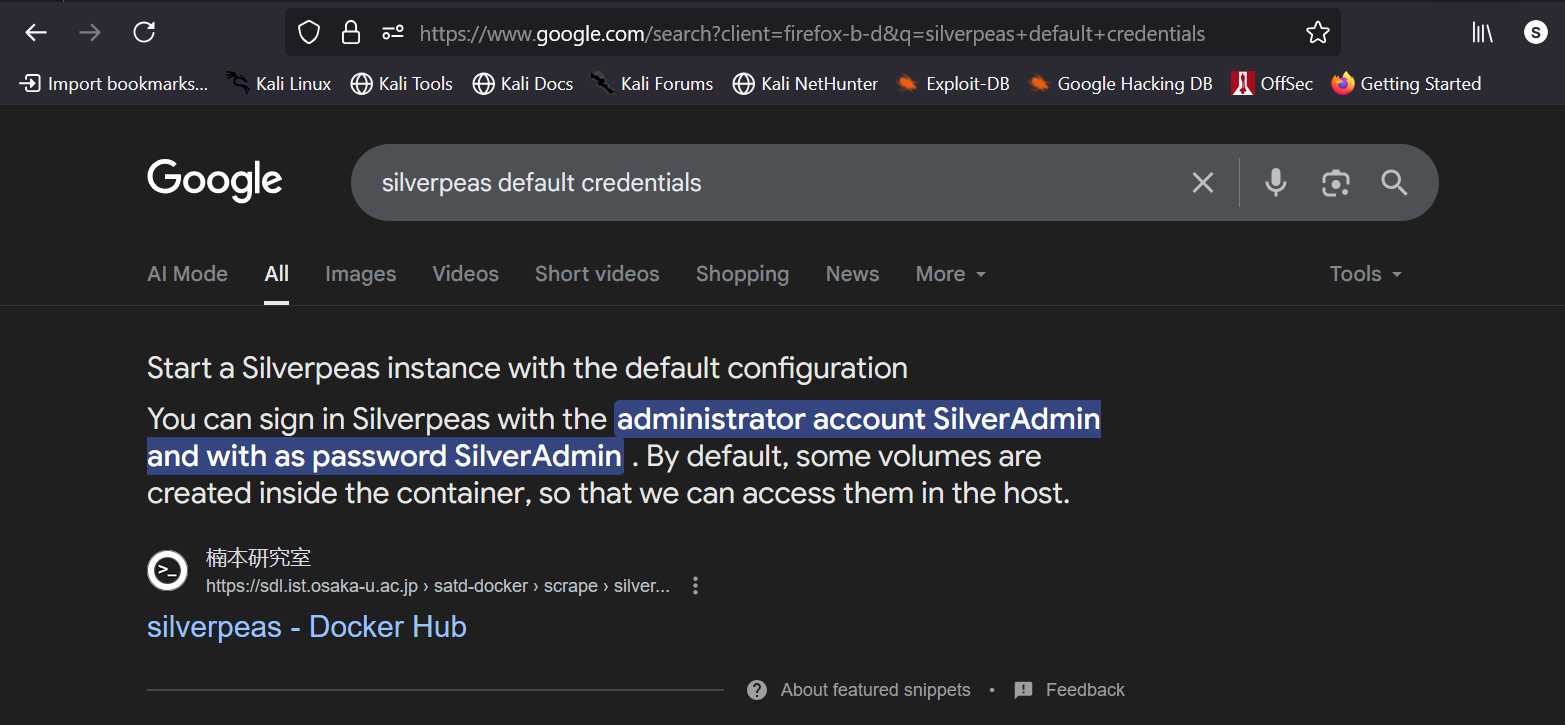 https://www.google.com/search?client=firefox-b-d&q=silverpeas+default+credentials
S
Import bookmarks... Kali Linux Kali Tools Kali Docs Kali Forums Kali NetHunter Exploit-DB Google Hacking DB OffSec Getting Started
Google
silverpeas default credentials
AI Mode All Images Videos Short videos Shopping News More Tools
Start a Silverpeas instance with the default configuration
You can sign in Silverpeas with the administrator account SilverAdmin
and with as password SilverAdmin . By default, some volumes are
created inside the container, so that we can access them in the host.
楠本研究室
https://sdl.ist.osaka-u.ac.jp › satd-docker › scrape › silver...
silverpeas - Docker Hub
About featured snippets • Feedback